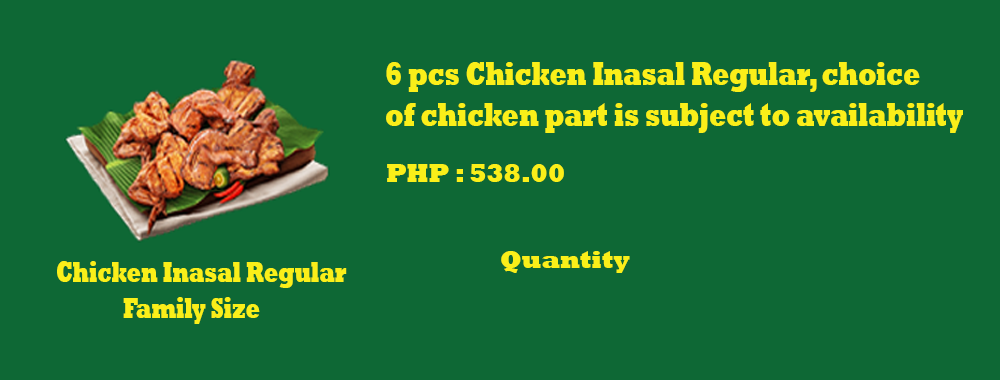 6 pcs Chicken Inasal Regular, choice
of chicken part is subject to availability
PHP : 538.00
Quantity
Chicken Inasal Regular
Family Size